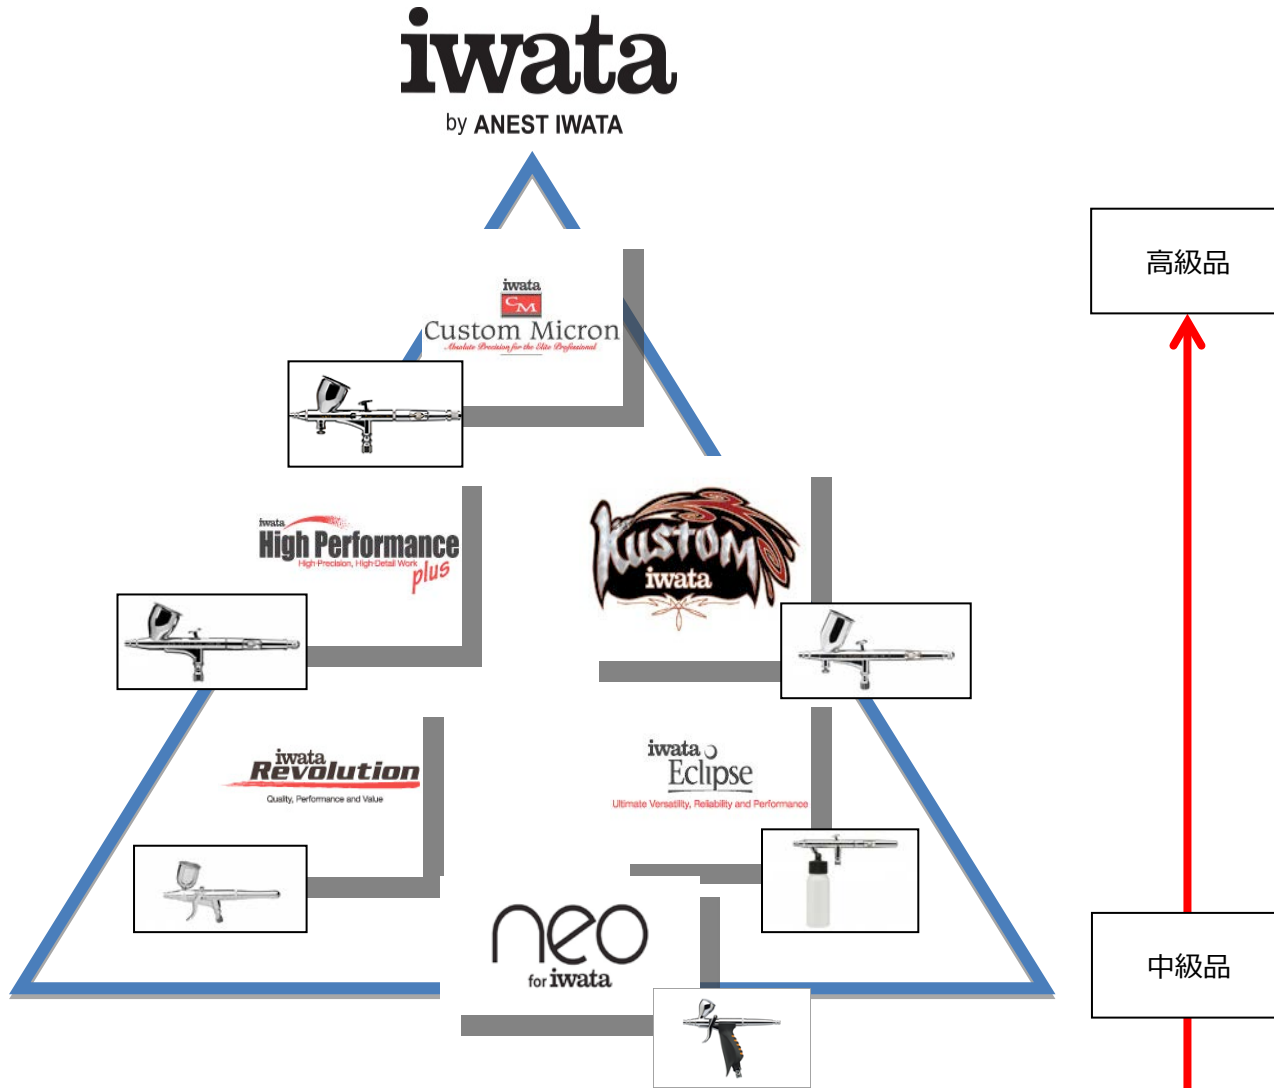 iwata
by ANEST IWATA
高級品
iwata
CM
Custom Micron
Absolute Precision for the Elite Professional
iwata
High Performance
High-Precision, High-Detail Work
plus
Kustom
iwata
iwata
Revolution
Quality, Performance and Value
iwata
Eclipse
Ultimate Versatility, Reliability and Performance
neo
for iwata
中級品